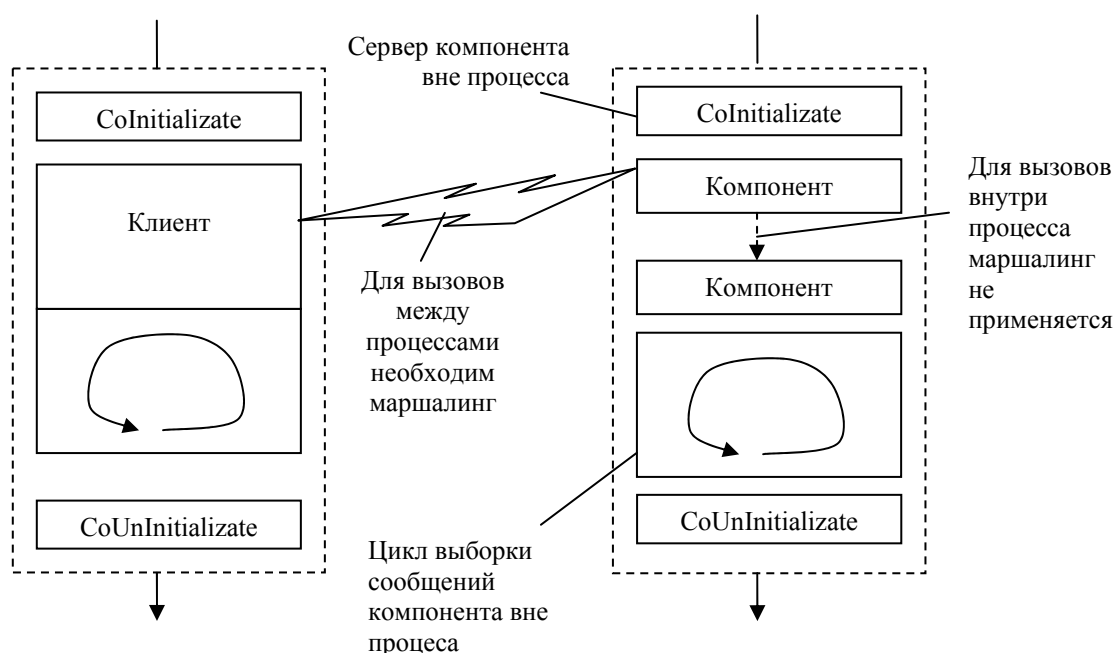 Сервер компонента
вне процесса
CoInitializate
CoInitializate
Клиент
Компонент
Для вызовов
внутри
процесса
маршалинг
не
применяется
Для вызовов
между
процессами
необходим
маршалинг
Компонент
CoUnInitializate
CoUnInitializate
Цикл выборки
сообщений
компонента вне
процеса